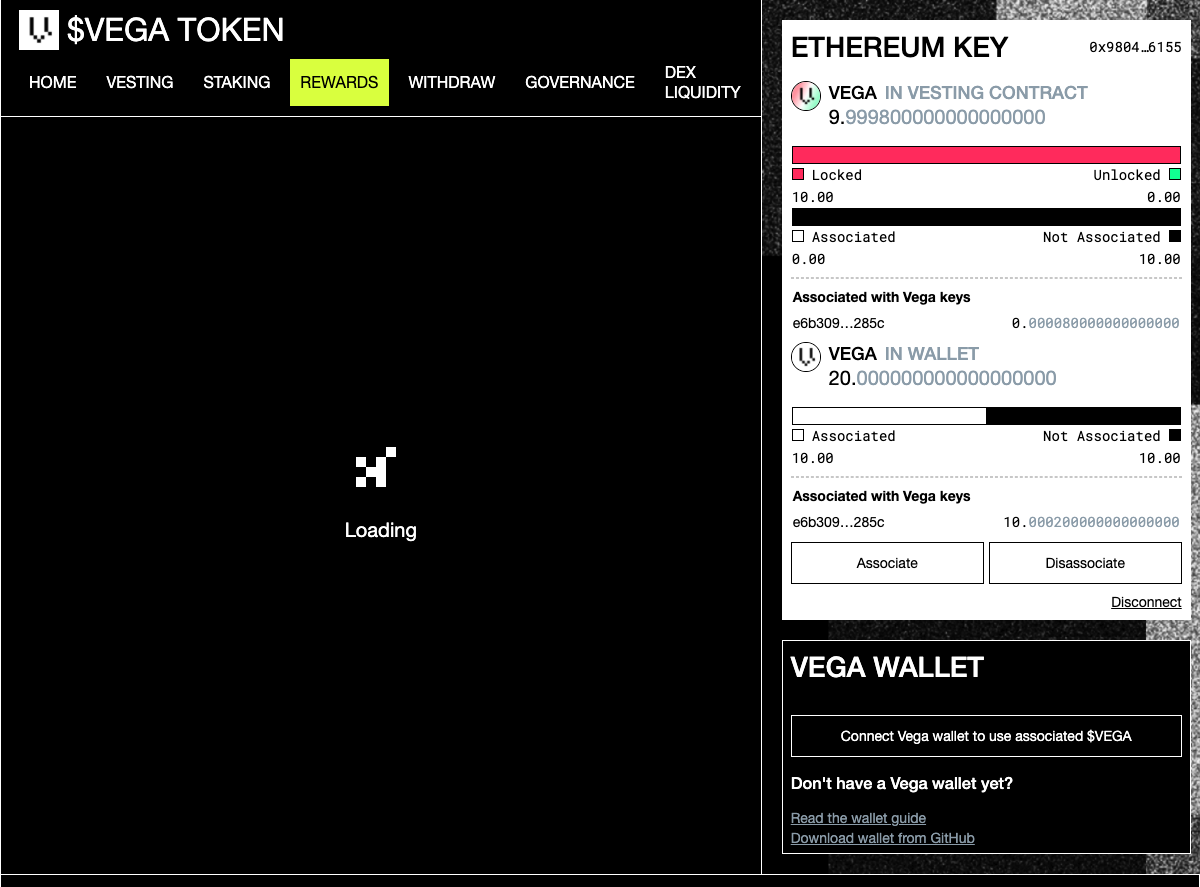 $VEGA TOKEN
HOME VESTING STAKING REWARDS WITHDRAW GOVERNANCE DEX LIQUIDITY
Loading
ETHEREUM KEY 0x9804…6155
VEGA IN VESTING CONTRACT
9.999800000000000000
Locked Unlocked
10.00 0.00
Associated Not Associated
0.00 10.00
Associated with Vega keys
e6b309…285c 0.000080000000000000
VEGA IN WALLET
20.000000000000000000
Associated Not Associated
10.00 10.00
Associated with Vega keys
e6b309…285c 10.000200000000000000
Associate Disassociate
Disconnect
VEGA WALLET
Connect Vega wallet to use associated $VEGA
Don't have a Vega wallet yet?
Read the wallet guide
Download wallet from GitHub